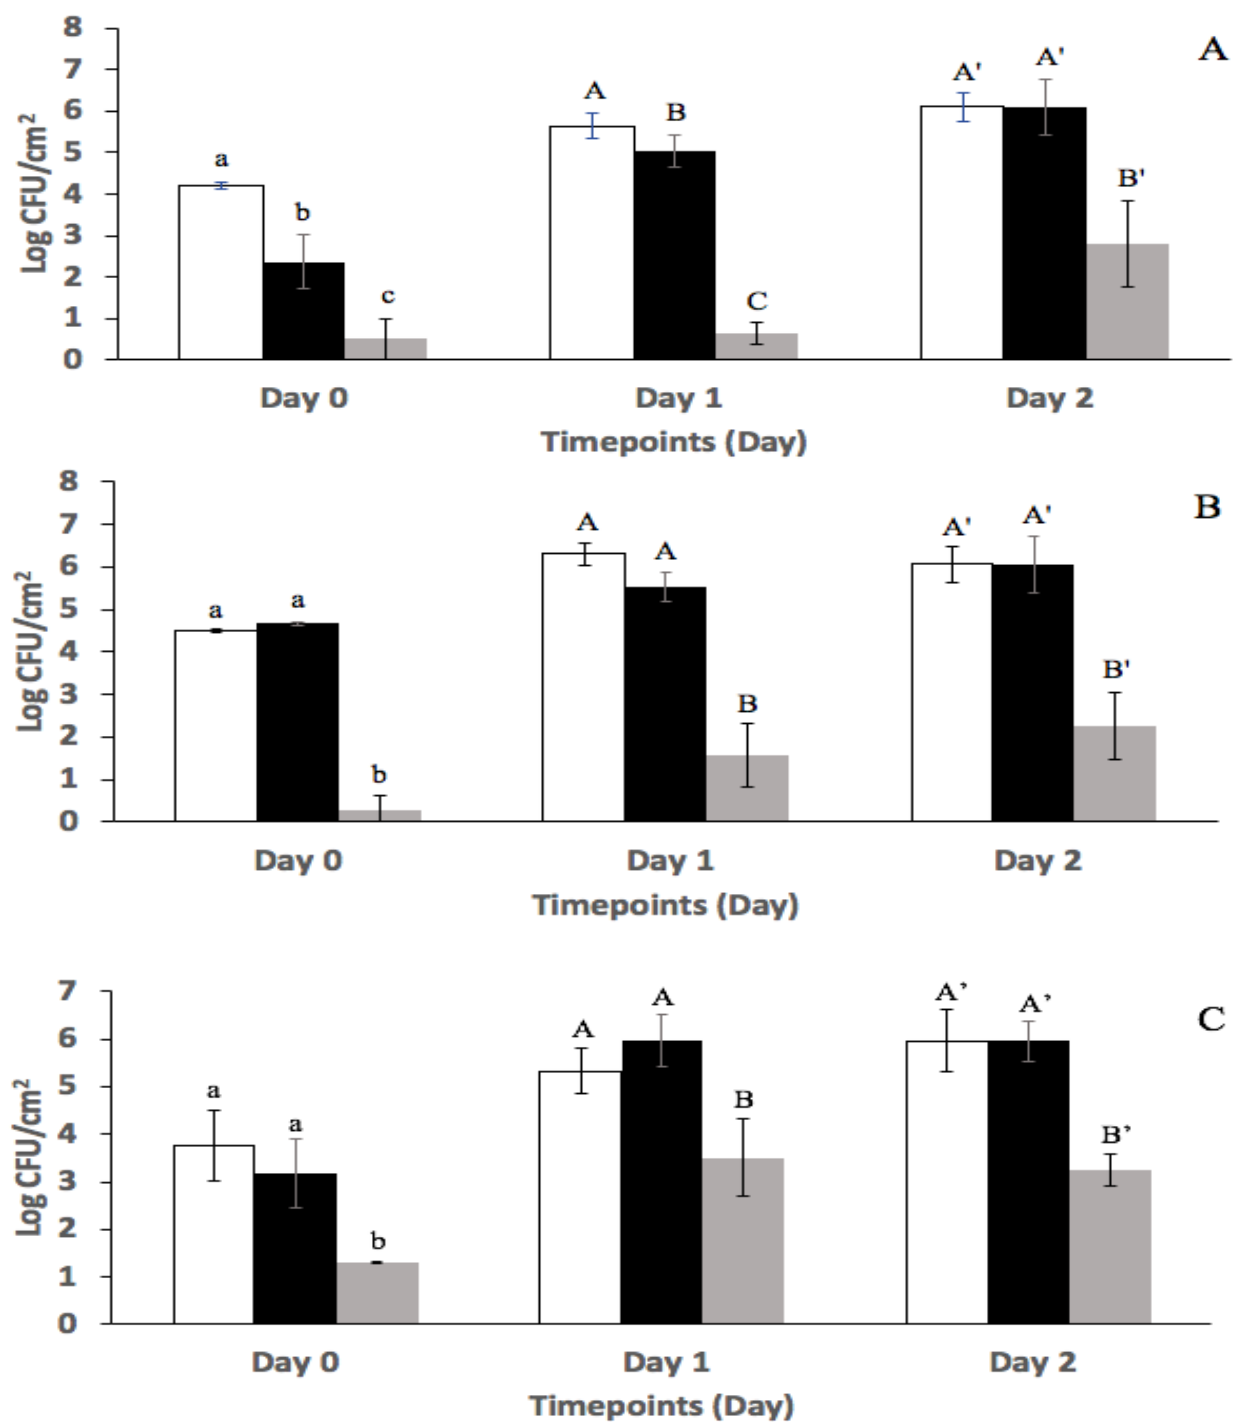 8
A
7
A' A'
6
A
B
5
a
4
B'
b
3
2
c
C
1
0
Log CFU/cm²
Day 0 Day 1 Day 2
Timepoints (Day)
8
B
7
A A' A'
A
6
5
a a
4
B'
3
B
2
b
1
0
Log CFU/cm²
Day 0 Day 1 Day 2
Timepoints (Day)
7
A A’ A’
C
6
A
5
a
a
B
4
B’
3
2
b
1
0
Log CFU/cm²
Day 0 Day 1 Day 2
Timepoints (Day)